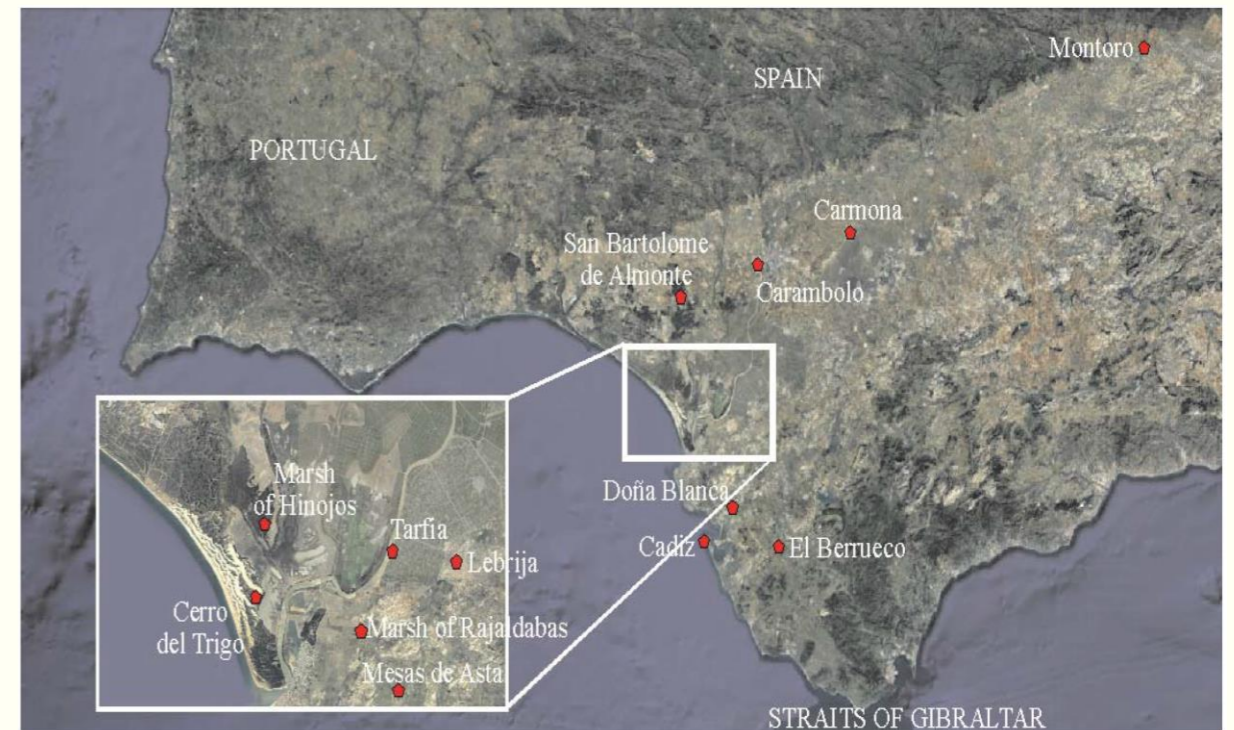 Montoro
SPAIN
PORTUGAL
Carmona
San Bartolome
de Almonte
Carambolo
Marsh
of Hinojos
Doña Blanca
Tarfia
Cadiz
El Berrueco
Lebrija
Cerro
del Trigo
Marsh of Rajaldabas
Mesas de Asta
STRAITS OF GIBRALTAR